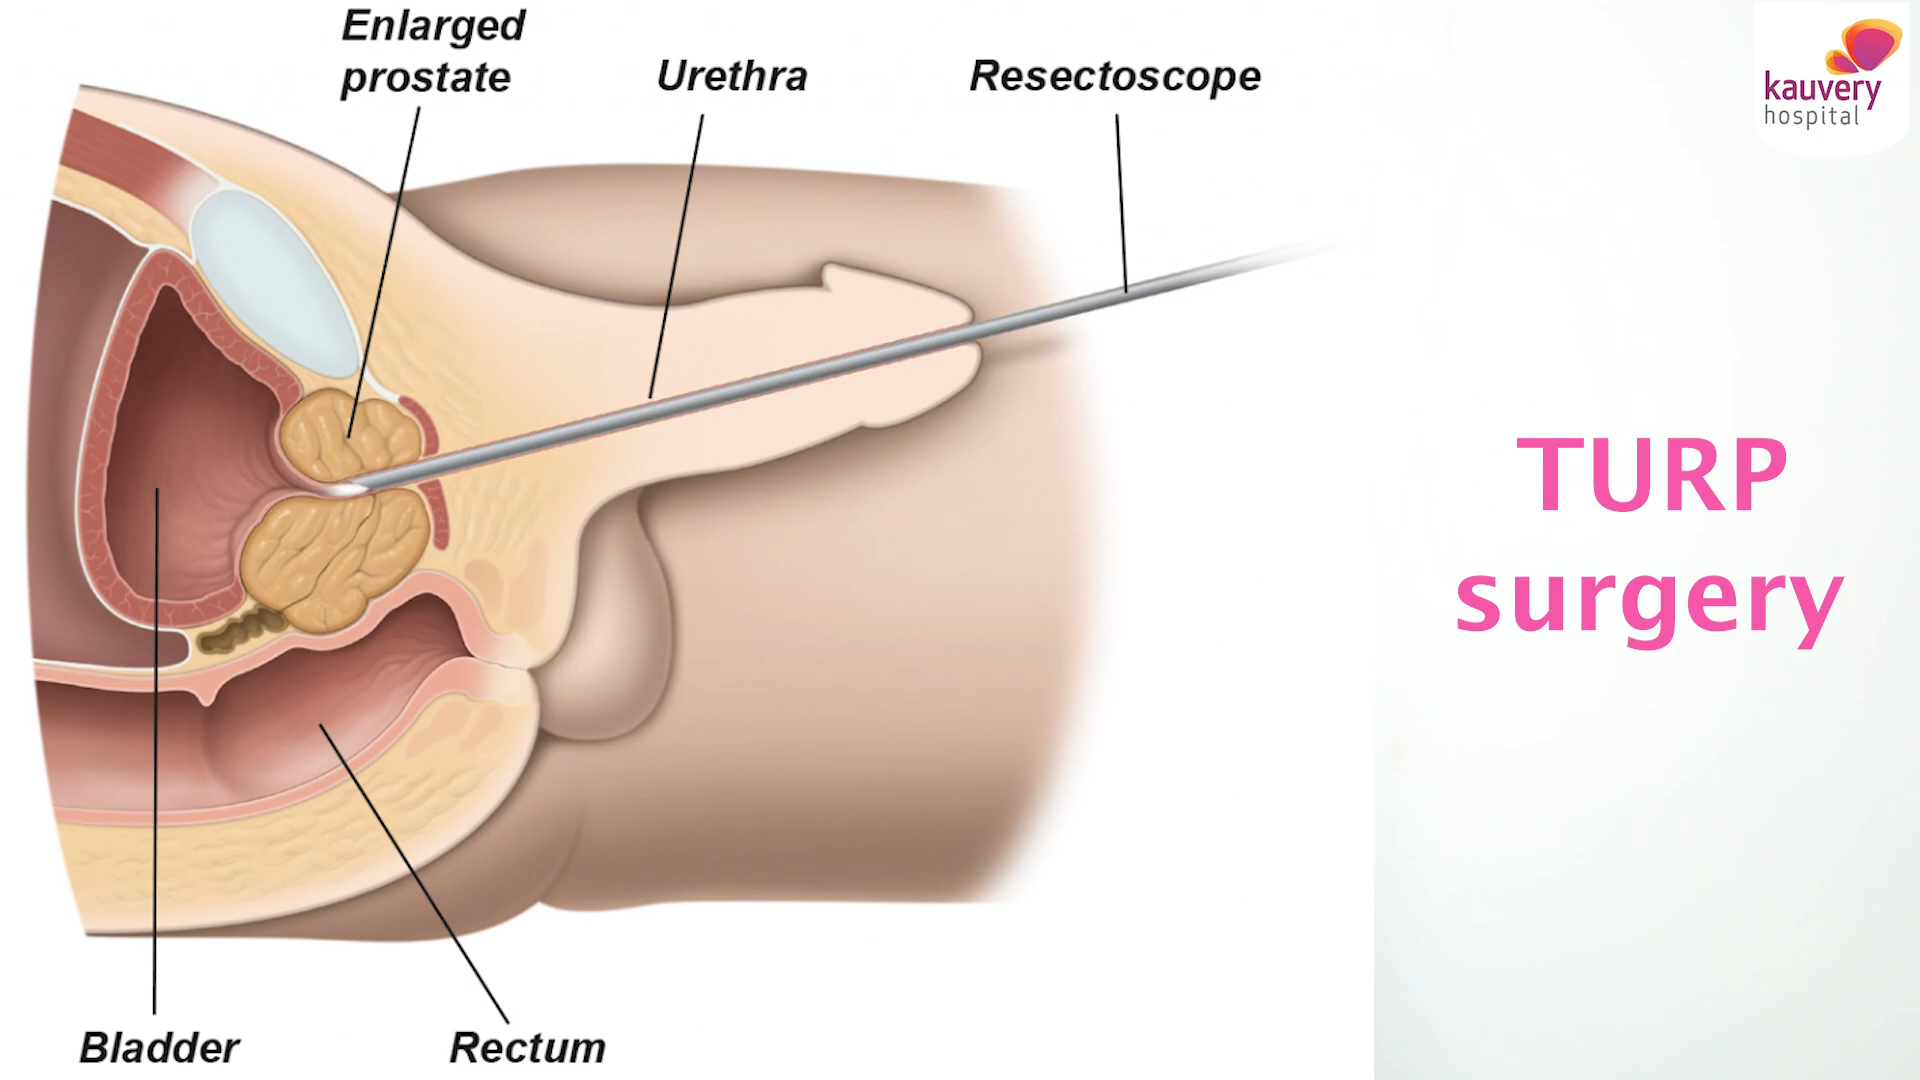 Enlarged
prostate
Urethra
Resectoscope
kauvery
hospital
TURP
surgery
Bladder
Rectum